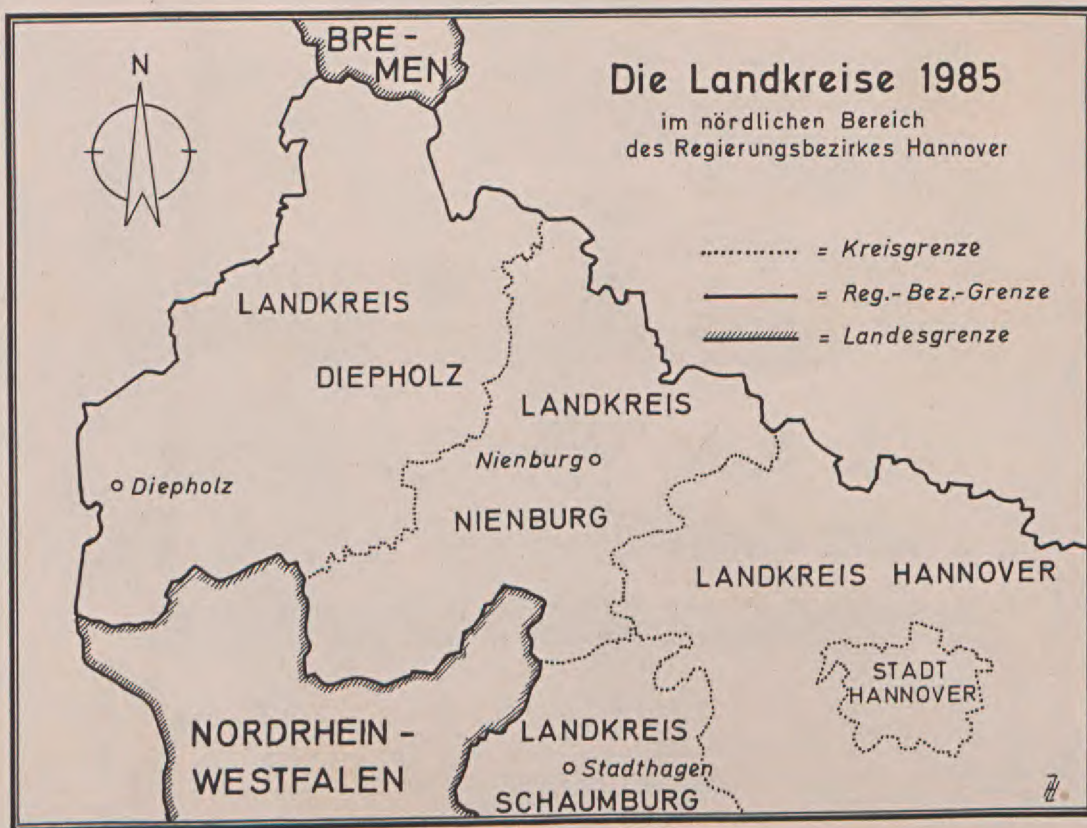 BRE-
MEN
N
Die Landkreise 1985
im nördlichen Bereich
des Regierungsbezirkes Hannover
= Kreisgrenze
= Reg.-Bez.-Grenze
= Landesgrenze
LANDKREIS
DIEPHOLZ
Diepholz
LANDKREIS
Nienburg
NIENBURG
LANDKREIS HANNOVER
STADT
HANNOVER
NORDRHEIN-
WESTFALEN
LANDKREIS
Stadthagen
SCHAUMBURG